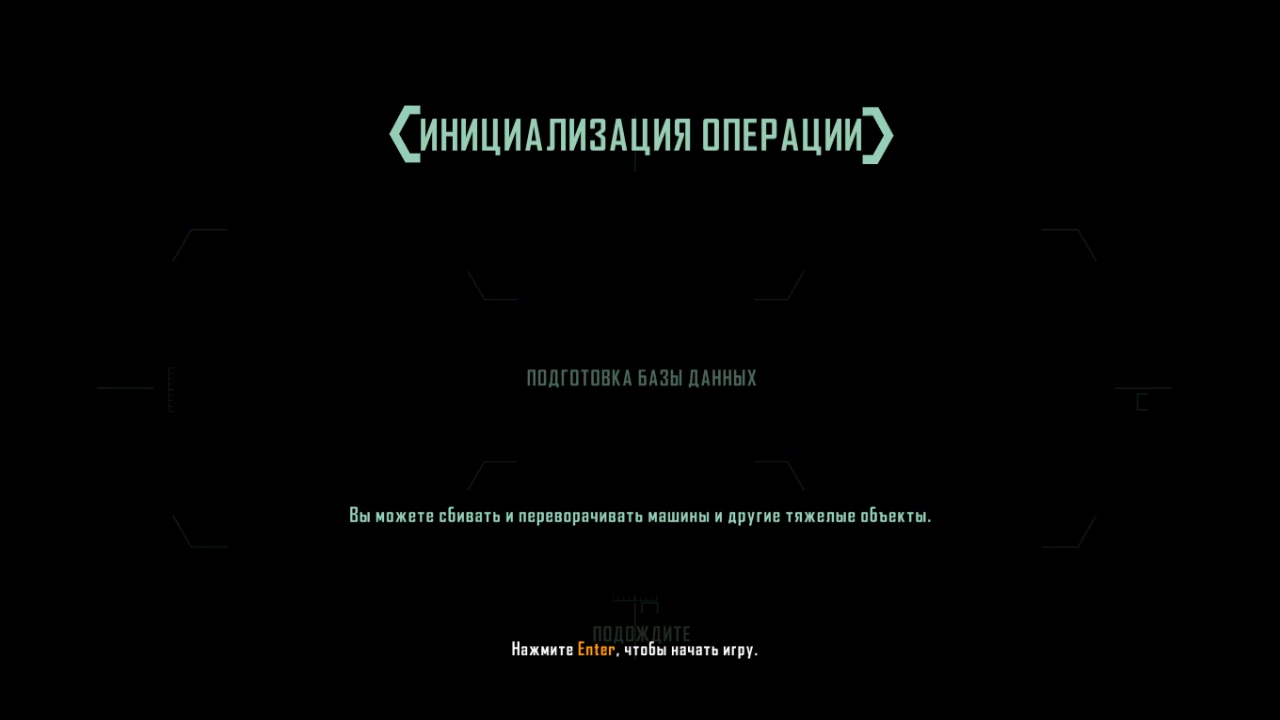 ИНИЦИАЛИЗАЦИЯ ОПЕРАЦИИ
ПОДГОТОВКА БАЗЫ ДАННЫХ
Вы можете сбивать и переворачивать машины и другие тяжелые объекты.
ПОДОЖДИТЕ
Нажмите Enter, чтобы начать игру.